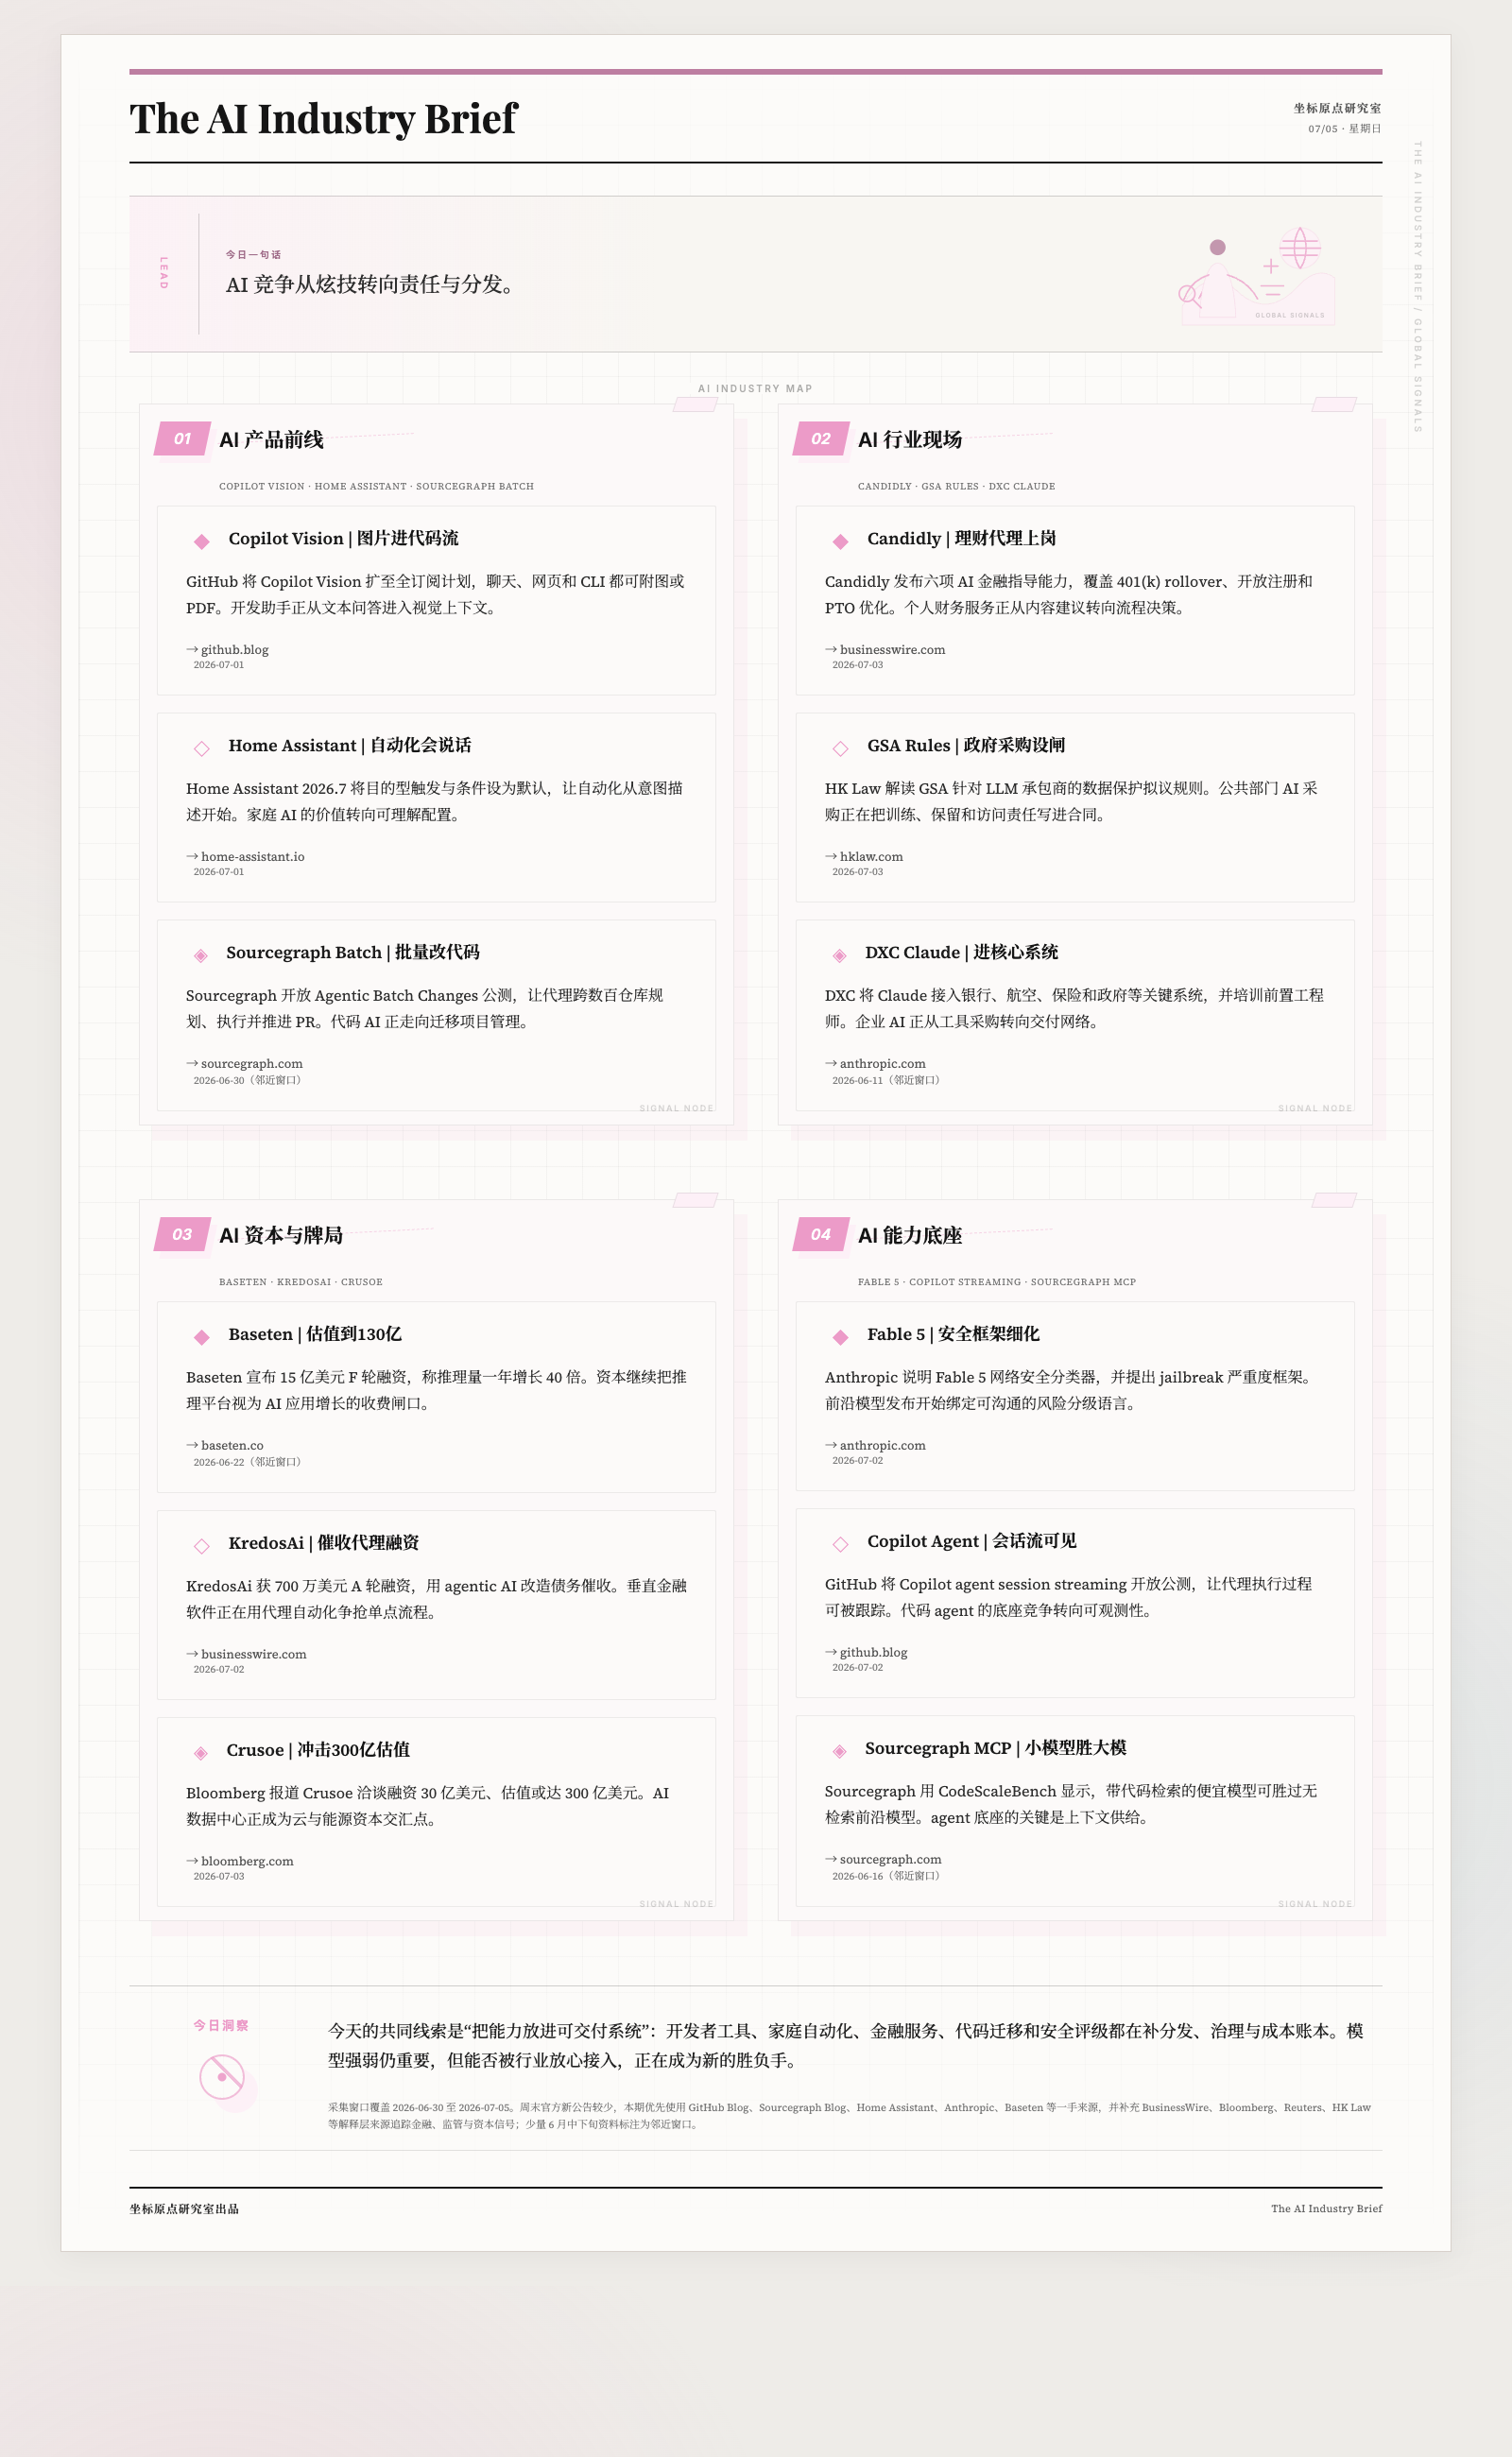 The AI Industry Brief
坐标原点研究室
07/05 · 星期日
THE AI INDUSTRY BRIEF / GLOBAL SIGNALS
LEAD
今日一句话
AI 竞争从炫技转向责任与分发。
GLOBAL SIGNALS
AI INDUSTRY MAP
01
AI 产品前线
COPILOT VISION · HOME ASSISTANT · SOURCEGRAPH BATCH
Copilot Vision | 图片进代码流
GitHub 将 Copilot Vision 扩至全订阅计划，聊天、网页和 CLI 都可附图或
PDF。开发助手正从文本问答进入视觉上下文。
→ github.blog
2026-07-01
Home Assistant | 自动化会说话
Home Assistant 2026.7 将目的型触发与条件设为默认，让自动化从意图描
述开始。家庭 AI 的价值转向可理解配置。
→ home-assistant.io
2026-07-01
Sourcegraph Batch | 批量改代码
Sourcegraph 开放 Agentic Batch Changes 公测，让代理跨数百仓库规
划、执行并推进 PR。代码 AI 正走向迁移项目管理。
→ sourcegraph.com
2026-06-30（邻近窗口）
SIGNAL NODE
02
AI 行业现场
CANDIDLY · GSA RULES · DXC CLAUDE
Candidly | 理财代理上岗
Candidly 发布六项 AI 金融指导能力，覆盖 401(k) rollover、开放注册和
PTO 优化。个人财务服务正从内容建议转向流程决策。
→ businesswire.com
2026-07-03
GSA Rules | 政府采购设闸
HK Law 解读 GSA 针对 LLM 承包商的数据保护拟议规则。公共部门 AI 采
购正在把训练、保留和访问责任写进合同。
→ hklaw.com
2026-07-03
DXC Claude | 进核心系统
DXC 将 Claude 接入银行、航空、保险和政府等关键系统，并培训前置工程
师。企业 AI 正从工具采购转向交付网络。
→ anthropic.com
2026-06-11（邻近窗口）
SIGNAL NODE
03
AI 资本与牌局
BASETEN · KREDOSAI · CRUSOE
Baseten | 估值到130亿
Baseten 宣布 15 亿美元 F 轮融资，称推理量一年增长 40 倍。资本继续把推
理平台视为 AI 应用增长的收费闸口。
→ baseten.co
2026-06-22（邻近窗口）
KredosAi | 催收代理融资
KredosAi 获 700 万美元 A 轮融资，用 agentic AI 改造债务催收。垂直金融
软件正在用代理自动化争抢单点流程。
→ businesswire.com
2026-07-02
Crusoe | 冲击300亿估值
Bloomberg 报道 Crusoe 洽谈融资 30 亿美元、估值或达 300 亿美元。AI
数据中心正成为云与能源资本交汇点。
→ bloomberg.com
2026-07-03
SIGNAL NODE
04
AI 能力底座
FABLE 5 · COPILOT STREAMING · SOURCEGRAPH MCP
Fable 5 | 安全框架细化
Anthropic 说明 Fable 5 网络安全分类器，并提出 jailbreak 严重度框架。
前沿模型发布开始绑定可沟通的风险分级语言。
→ anthropic.com
2026-07-02
Copilot Agent | 会话流可见
GitHub 将 Copilot agent session streaming 开放公测，让代理执行过程
可被跟踪。代码 agent 的底座竞争转向可观测性。
→ github.blog
2026-07-02
Sourcegraph MCP | 小模型胜大模
Sourcegraph 用 CodeScaleBench 显示，带代码检索的便宜模型可胜过无
检索前沿模型。agent 底座的关键是上下文供给。
→ sourcegraph.com
2026-06-16（邻近窗口）
SIGNAL NODE
今日洞察
今天的共同线索是“把能力放进可交付系统”：开发者工具、家庭自动化、金融服务、代码迁移和安全评级都在补分发、治理与成本账本。模
型强弱仍重要，但能否被行业放心接入，正在成为新的胜负手。
采集窗口覆盖 2026-06-30 至 2026-07-05。周末官方新公告较少，本期优先使用 GitHub Blog、Sourcegraph Blog、Home Assistant、Anthropic、Baseten 等一手来源，并补充 BusinessWire、Bloomberg、Reuters、HK Law
等解释层来源追踪金融、监管与资本信号；少量 6 月中下旬资料标注为邻近窗口。
坐标原点研究室出品
The AI Industry Brief